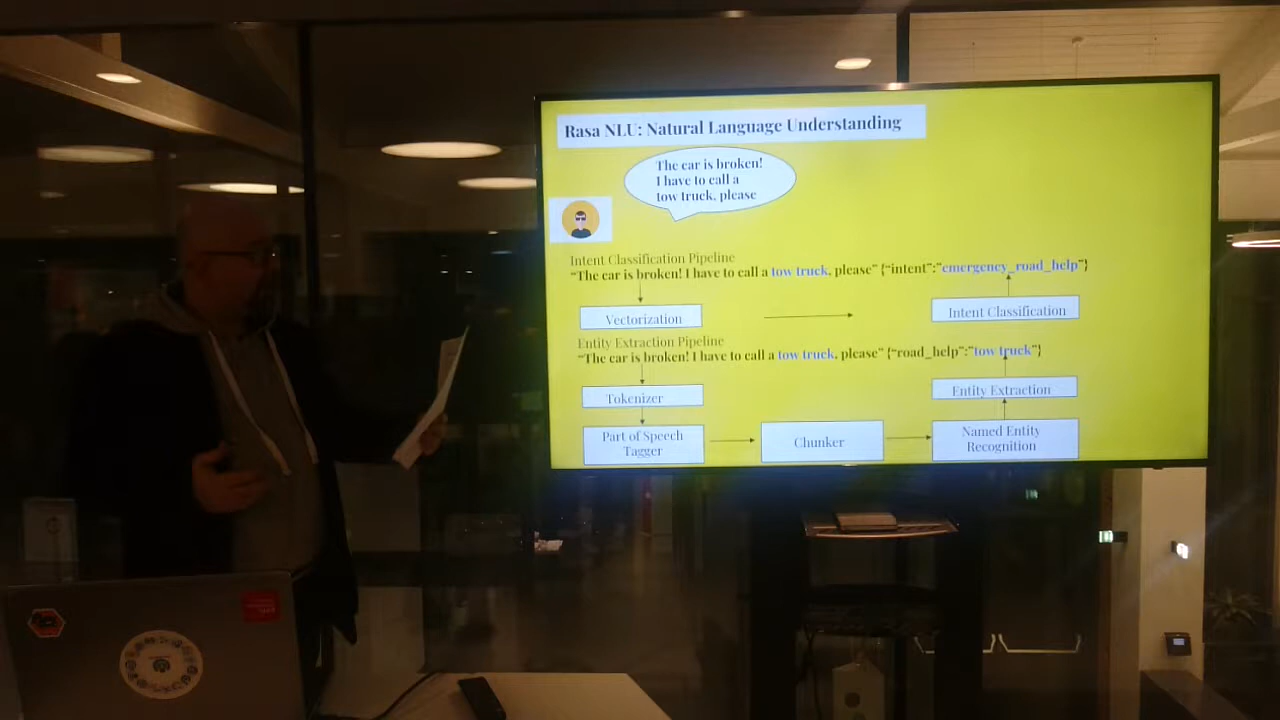 Rasa NLU: Natural Language Understanding
The car is broken!
I have to call a
tow truck, please
Intent Classification Pipeline
“The car is broken! I have to call a tow truck, please” {“intent”:”emergency_road_help”}
Vectorization
Intent Classification
Entity Extraction Pipeline
“The car is broken! I have to call a tow truck, please” {“road_help”:”tow truck”}
Tokenizer
Entity Extraction
Part of Speech
Tagger
Chunker
Named Entity
Recognition